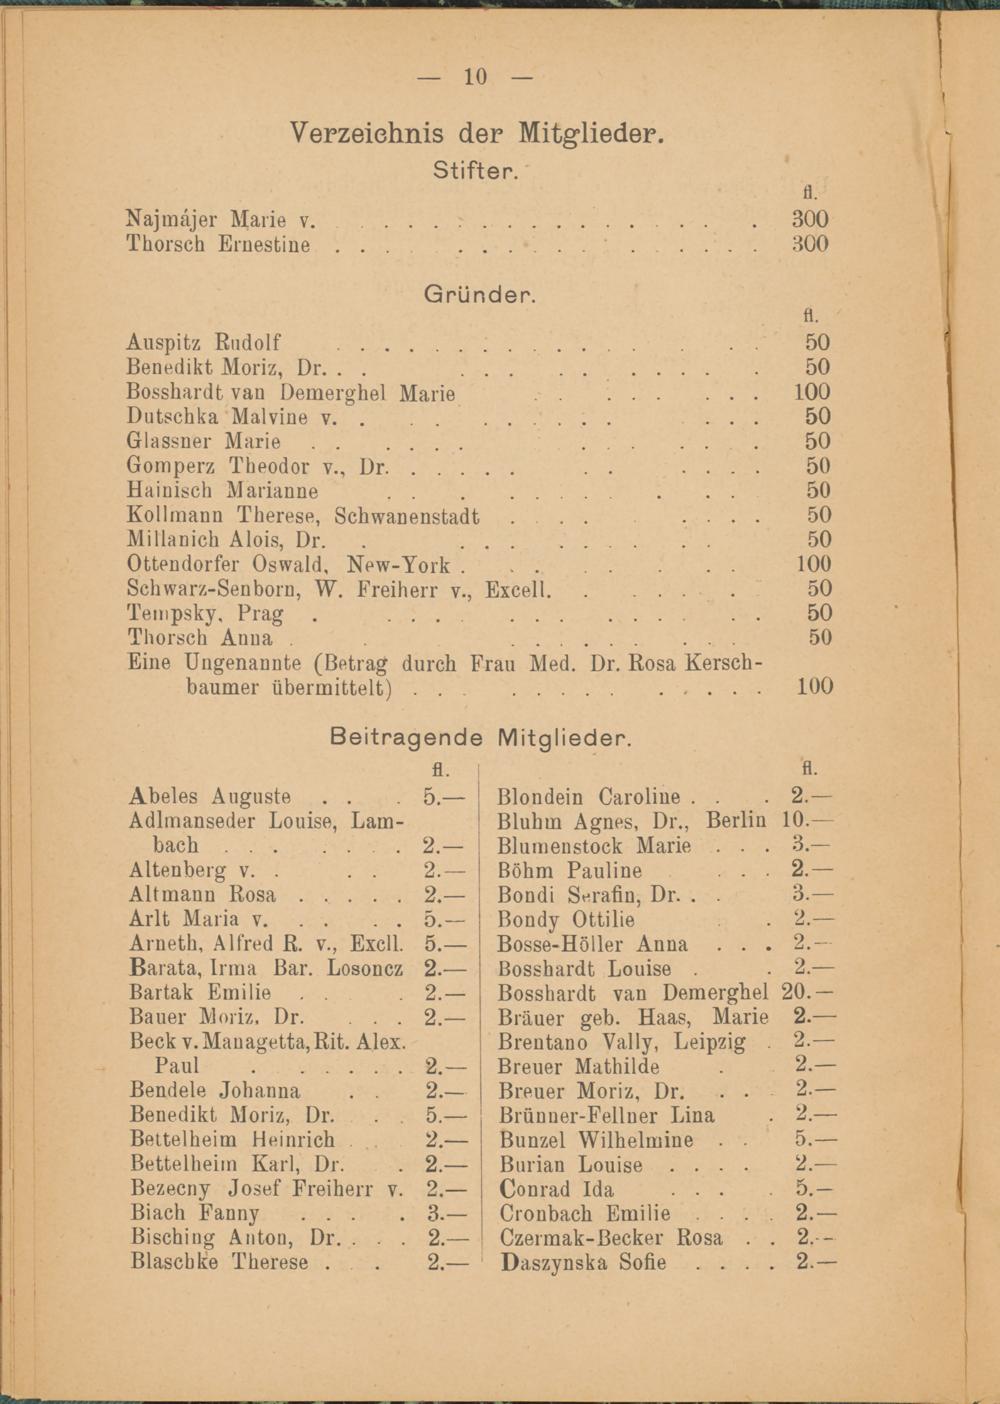 — 10 —
Verzeichnis der Mitglieder.
Stifter.
fl.
Najmájer Marie v. . . . . . . . . . . . . . . . . 300
Thorsch Ernestine . . . . . . . . . . . . . . . . 300
Gründer.
fl.
Auspitz Rudolf . . . . . . . . . . . . . . . . 50
Benedikt Moriz, Dr. . . . . . . . . . . . . . 50
Bosshardt van Demerghel Marie . . . . . . . . 100
Dutschka Malvine v. . . . . . . . . . . . . . 50
Glassner Marie . . . . . . . . . . . . . 50
Gomperz Theodor v., Dr. . . . . . . . . . . . 50
Hainisch Marianne . . . . . . . . . . . 50
Kollmann Therese, Schwanenstadt . . . . . . . . 50
Millanich Alois, Dr. . . . . . . . . . . 50
Ottendorfer Oswald, New-York . . . . . . . . 100
Schwarz-Senborn, W. Freiherr v., Excell. . . . . . . 50
Tempsky, Prag . . . . . . . . . . . . . 50
Thorsch Anna . . . . . . . . . . . 50
Eine Ungenannte (Betrag durch Frau Med. Dr. Rosa Kersch-
baumer übermittelt) . . . . . . . . . . . . . 100
Beitragende Mitglieder.
fl.
Abeles Auguste . . . 5.—
Adlmanseder Louise, Lam-
bach . . . . . . . 2.—
Altenberg v. . . . 2.—
Altmann Rosa . . . . . 2.—
Arlt Maria v. . . . . 5.—
Arneth, Alfred R. v., Excll. 5.—
Barata, Irma Bar. Losoncz 2.—
Bartak Emilie . . . 2.—
Bauer Moriz, Dr. . . . 2.—
Beck v. Managetta, Rit. Alex.
Paul . . . . . . 2.—
Bendele Johanna . . 2.—
Benedikt Moriz, Dr. . . 5.—
Bettelheim Heinrich . . 2.—
Bettelheim Karl, Dr. . 2.—
Bezecny Josef Freiherr v. 2.—
Biach Fanny . . . . 3.—
Bisching Anton, Dr. . . . 2.—
Blaschke Therese . . . 2.—
fl.
Blondein Caroline . . . 2.—
Bluhm Agnes, Dr., Berlin 10.—
Blumenstock Marie . . . 3.—
Böhm Pauline . . . 2.—
Bondi Serafin, Dr. . . 3.—
Bondy Ottilie . . 2.—
Bosse-Höller Anna . . . 2.—
Bosshardt Louise . . 2.—
Bosshardt van Demerghel 20.—
Bräuer geb. Haas, Marie 2.—
Brentano Vally, Leipzig . 2.—
Breuer Mathilde . 2.—
Breuer Moriz, Dr. . . 2.—
Brünner-Fellner Lina . 2.—
Bunzel Wilhelmine . . 5.—
Burian Louise . . . . 2.—
Conrad Ida . . . . 5.—
Cronbach Emilie . . . . 2.—
Czermak-Becker Rosa . . 2.—
Daszynska Sofie . . . . 2.—